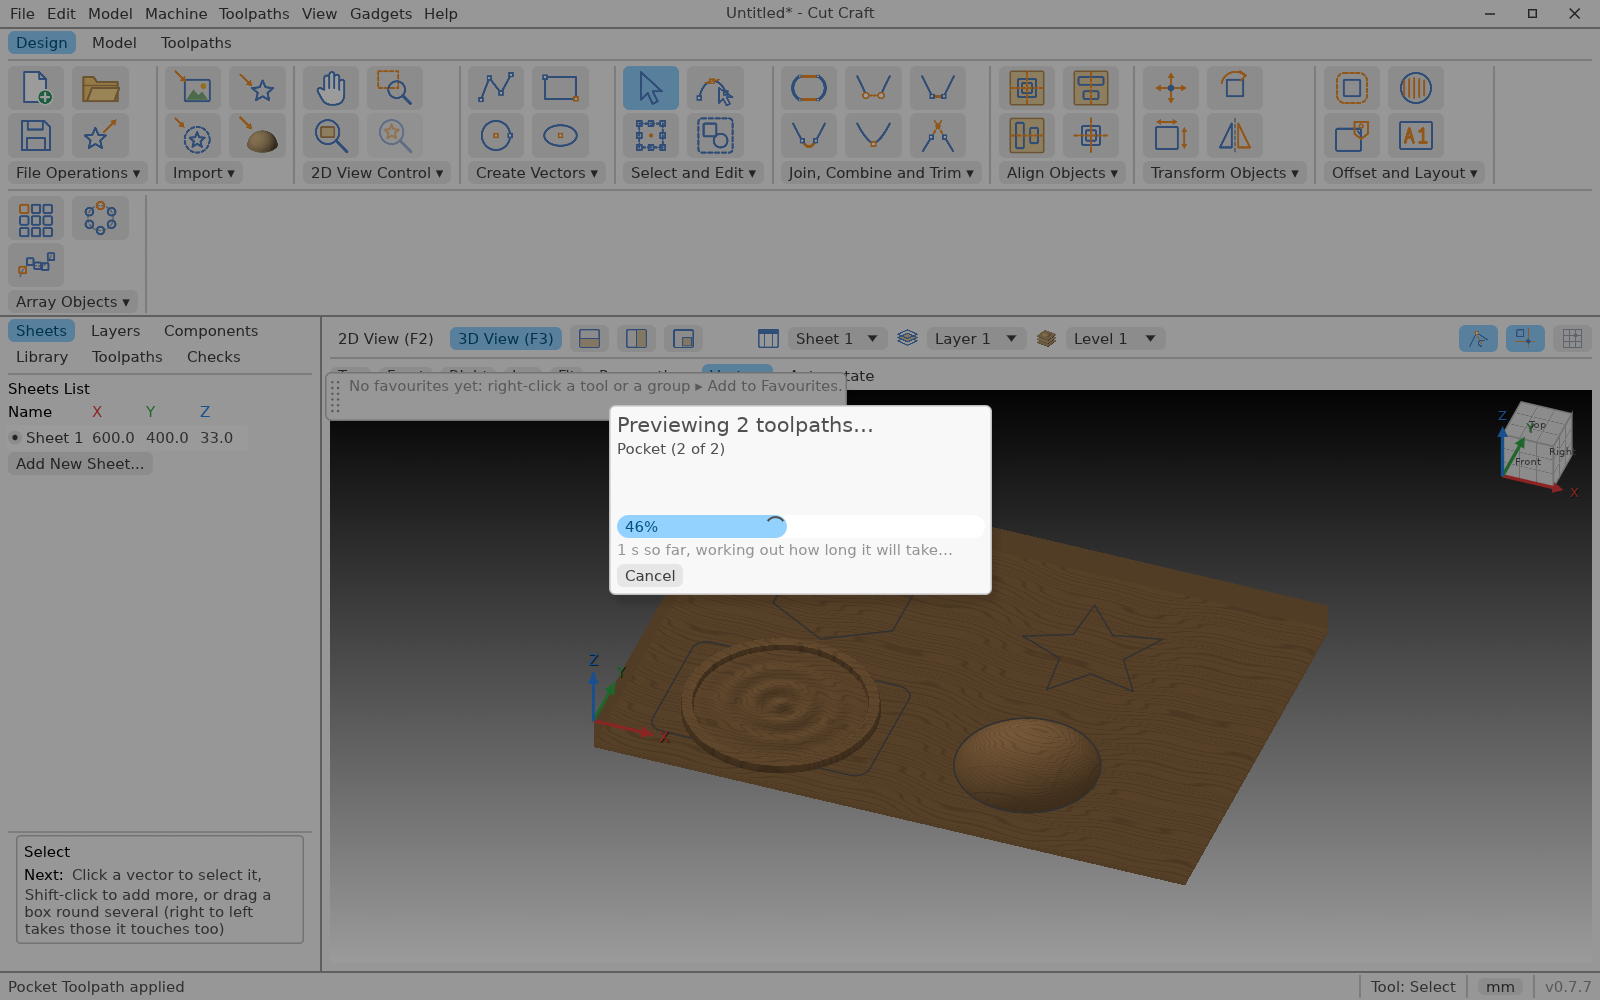 File Edit Model Machine Toolpaths View Gadgets Help
Untitled* - Cut Craft
Design Model Toolpaths
File Operations ▾ Import ▾ 2D View Control ▾ Create Vectors ▾ Select and Edit ▾ Join, Combine and Trim ▾ Align Objects ▾ Transform Objects ▾ Offset and Layout ▾
Array Objects ▾
Sheets Layers Components
Library Toolpaths Checks
Sheets List
Name X Y Z
Sheet 1 600.0 400.0 33.0
Add New Sheet...
2D View (F2) 3D View (F3) Sheet 1 Layer 1 Level 1
No favourites yet: right-click a tool or a group ▸ Add to Favourites.
Previewing 2 toolpaths...
Pocket (2 of 2)
46%
1 s so far, working out how long it will take...
Cancel
Z Y X
Top
Front
Right
Z Y X
Select
Next: Click a vector to select it,
Shift-click to add more, or drag a
box round several (right to left
takes those it touches too)
Pocket Toolpath applied
Tool: Select mm v0.7.7